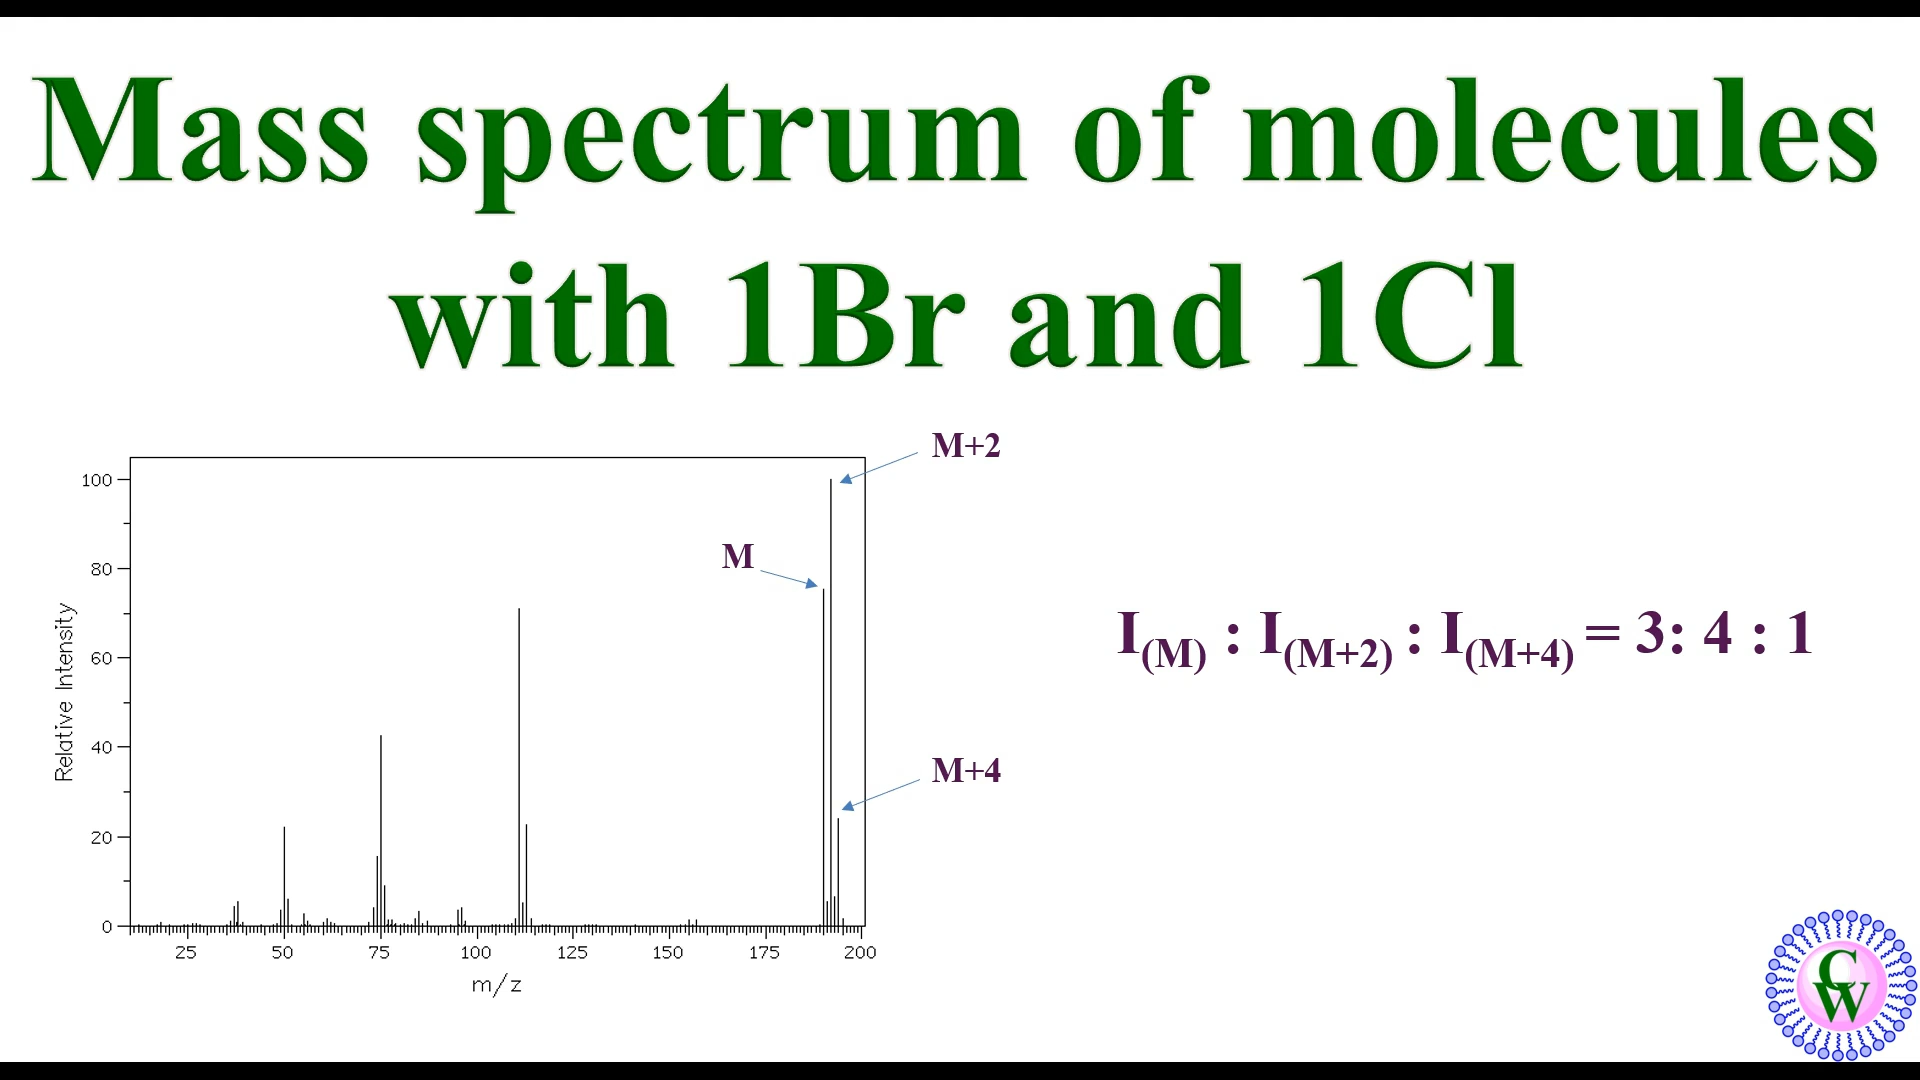 Mass spectrum of molecules
with 1Br and 1Cl
M+2
M
M+4
100
80
60
40
20
0
Relative Intensity
25 50 75 100 125 150 175 200
m/z
I(M) : I(M+2) : I(M+4) = 3: 4 : 1
C
W